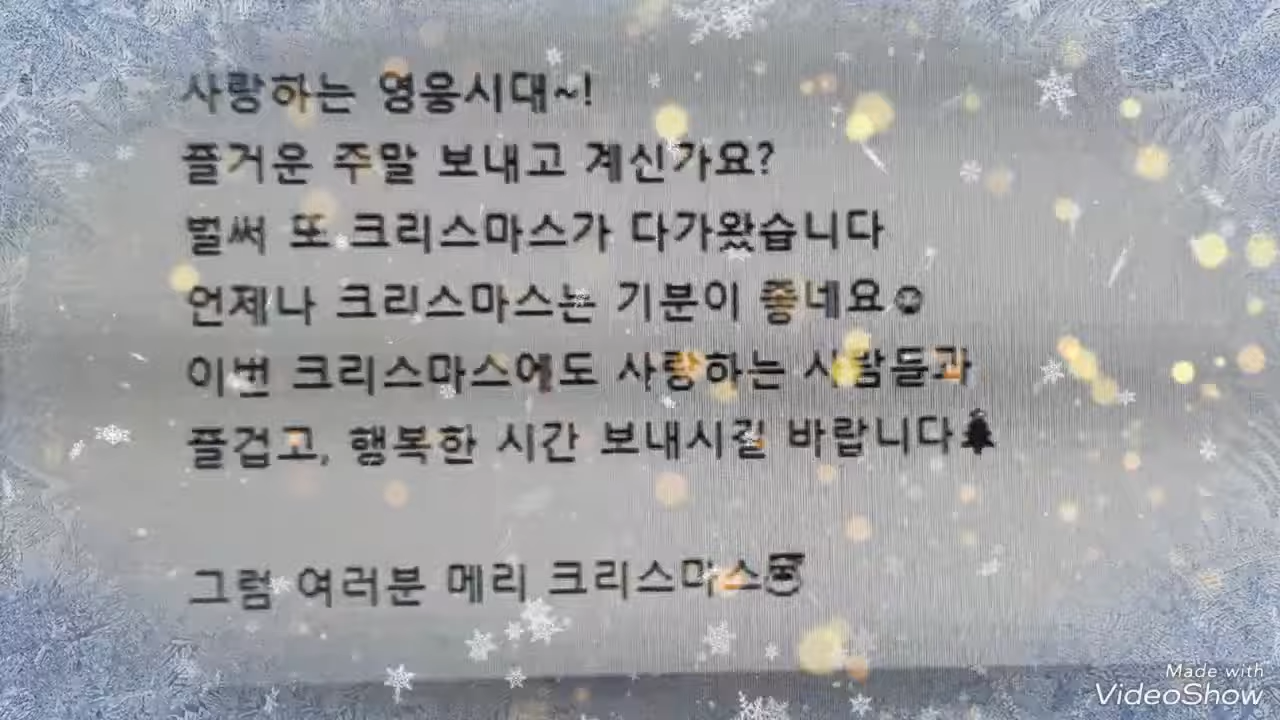 사랑하는 영웅시대~!
즐거운 주말 보내고 계신가요?
벌써 또 크리스마스가 다가왔습니다
언제나 크리스마스는 기분이 좋네요☺
이번 크리스마스에도 사랑하는 사람들과
즐겁고, 행복한 시간 보내시길 바랍니다🌲
그럼 여러분 메리 크리스마스🎅
Made with
VideoShow